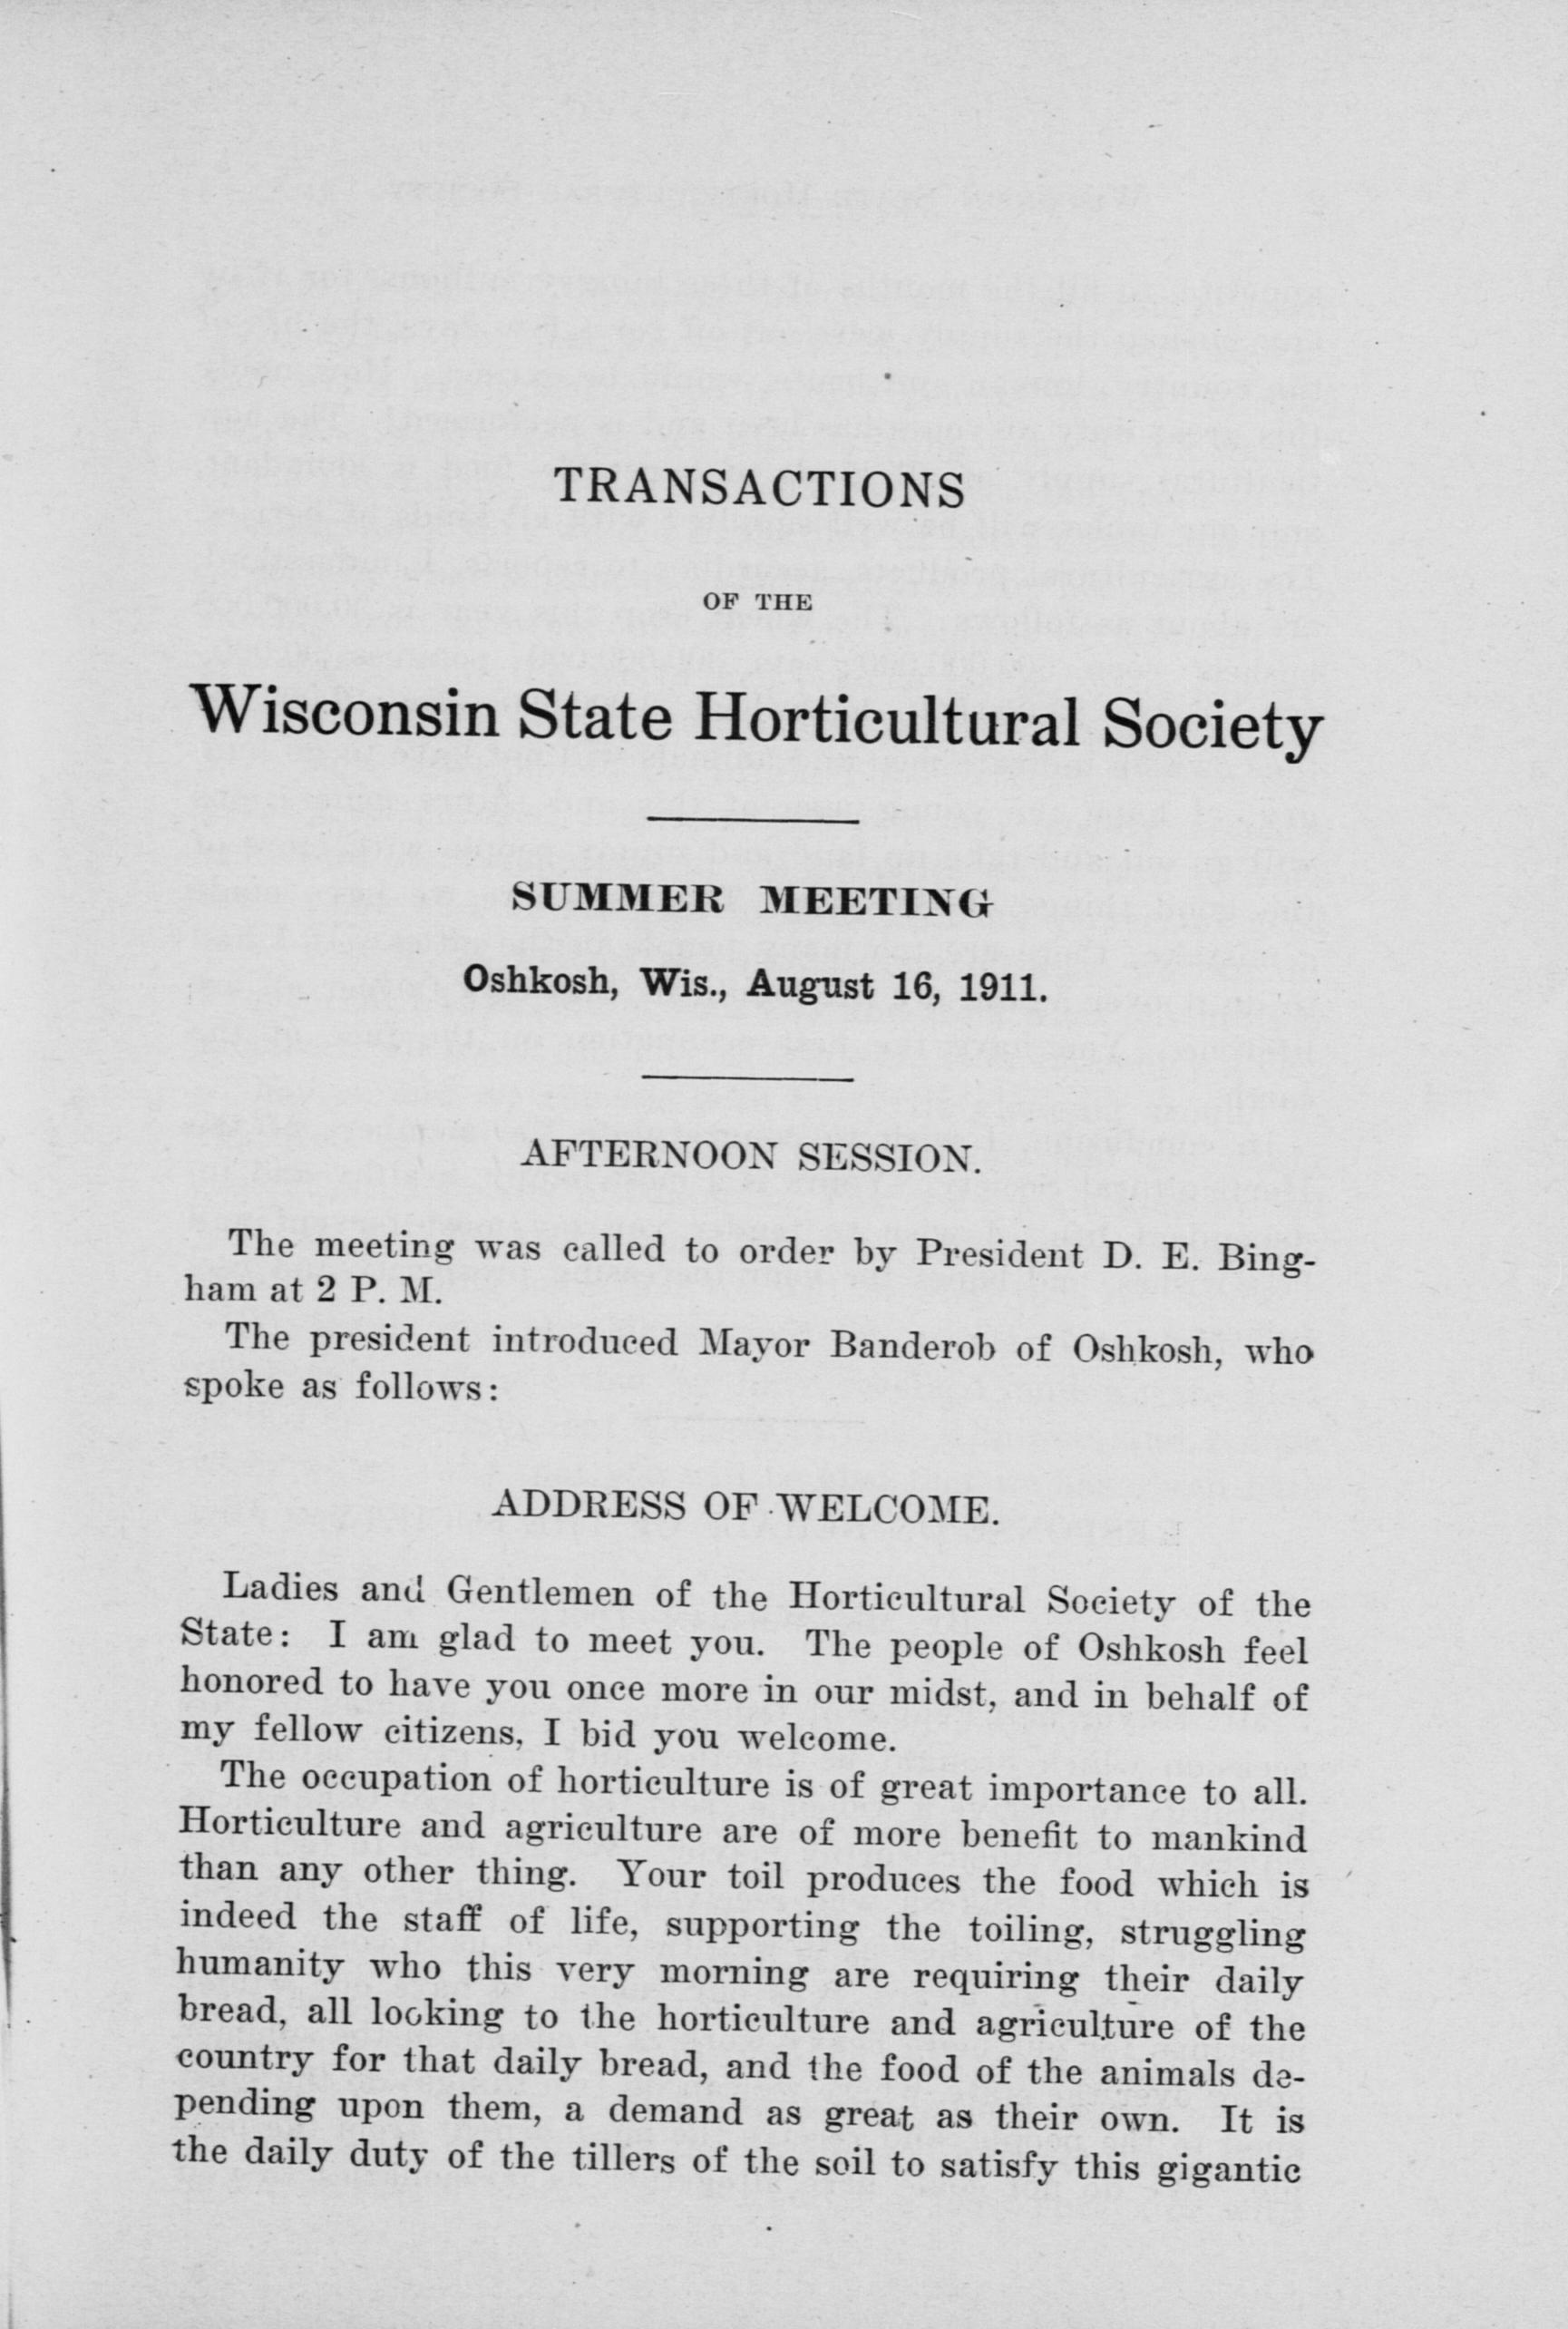 TRANSACTIONS
OF THE
Wisconsin State Horticultural Society
SUMMER MEETING
Oshkosh, Wis., August 16, 1911.
AFTERNOON SESSION.
The meeting was called to order by President D. E. Bing-
ham at 2 P. M.
The president introduced Mayor Banderob of Oshkosh, who
spoke as follows:
ADDRESS OF WELCOME.
Ladies and Gentlemen of the Horticultural Society of the
State: I am glad to meet you. The people of Oshkosh feel
honored to have you once more in our midst, and in behalf of
my fellow citizens, I bid you welcome.
The occupation of horticulture is of great importance to all.
Horticulture and agriculture are of more benefit to mankind
than any other thing. Your toil produces the food which is
indeed the staff of life, supporting the toiling, struggling
humanity who this very morning are requiring their daily
bread, all looking to the horticulture and agriculture of the
country for that daily bread, and the food of the animals de-
pending upon them, a demand as great as their own. It is
the daily duty of the tillers of the soil to satisfy this gigantic